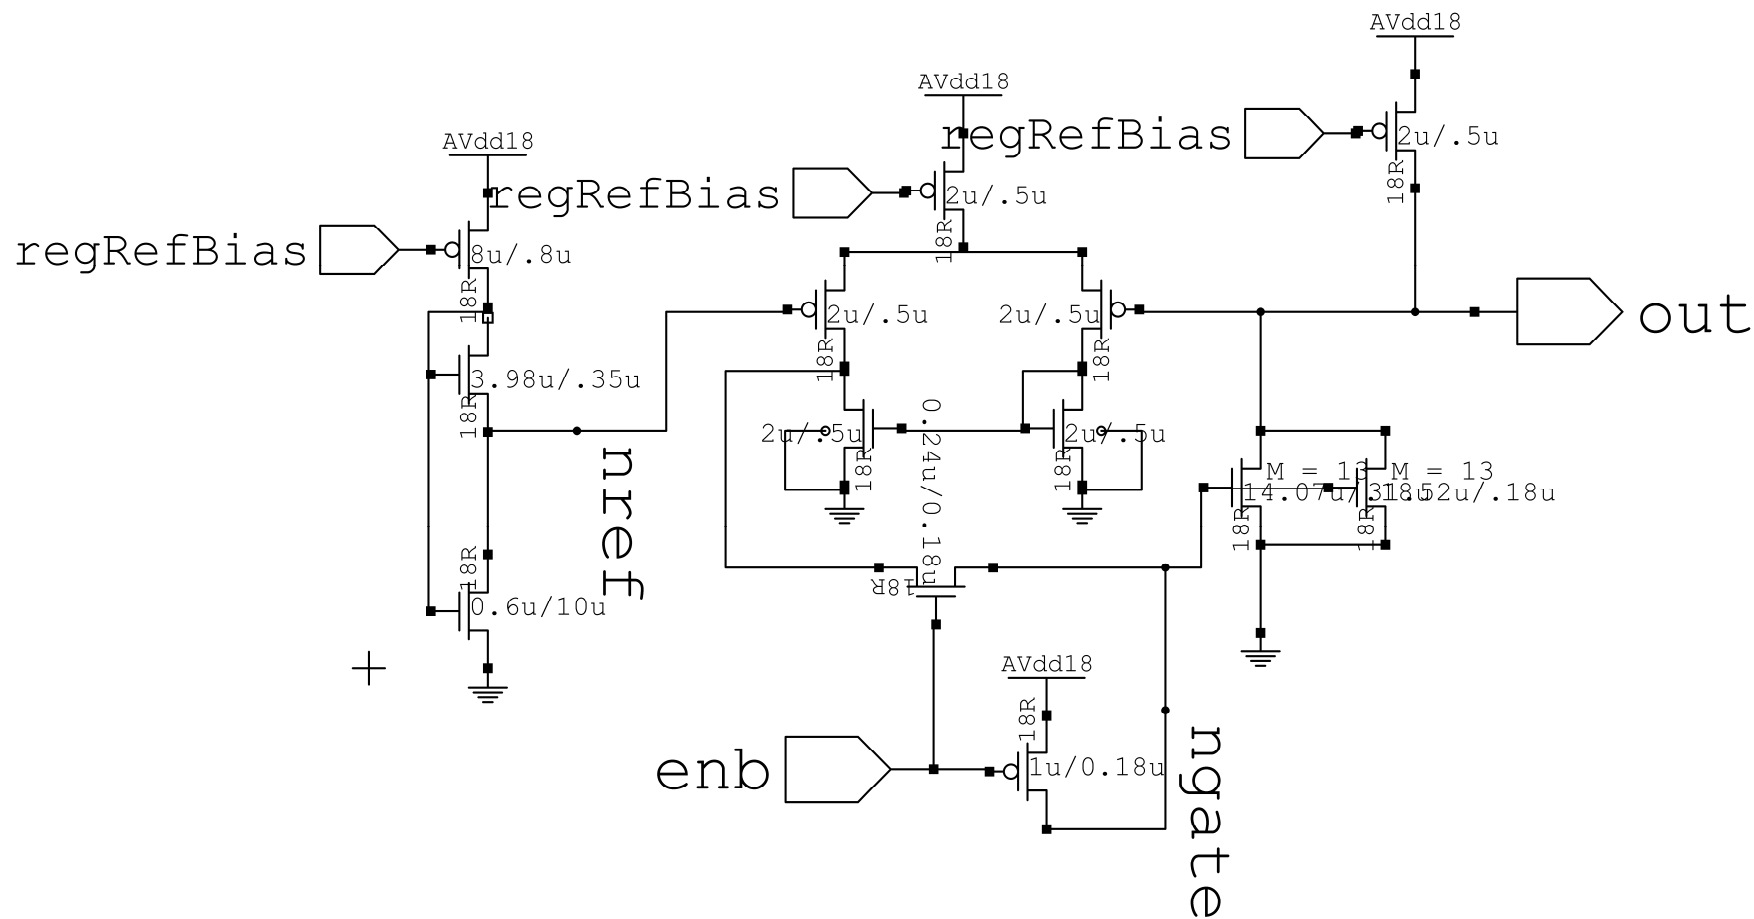 AVdd18
AVdd18
regRefBias
2u/.5u
18R
AVdd18
regRefBias
2u/.5u
18R
regRefBias
8u/.8u
18R
2u/.5u
18R
2u/.5u
18R
out
3.98u/.35u
18R
nref
2u/.5u
18R
0.24u/0.18u
18R
2u/.5u
18R
M = 13
M = 13
18R
18R
18R
0.6u/10u
AVdd18
18R
enb
1u/0.18u
ngate